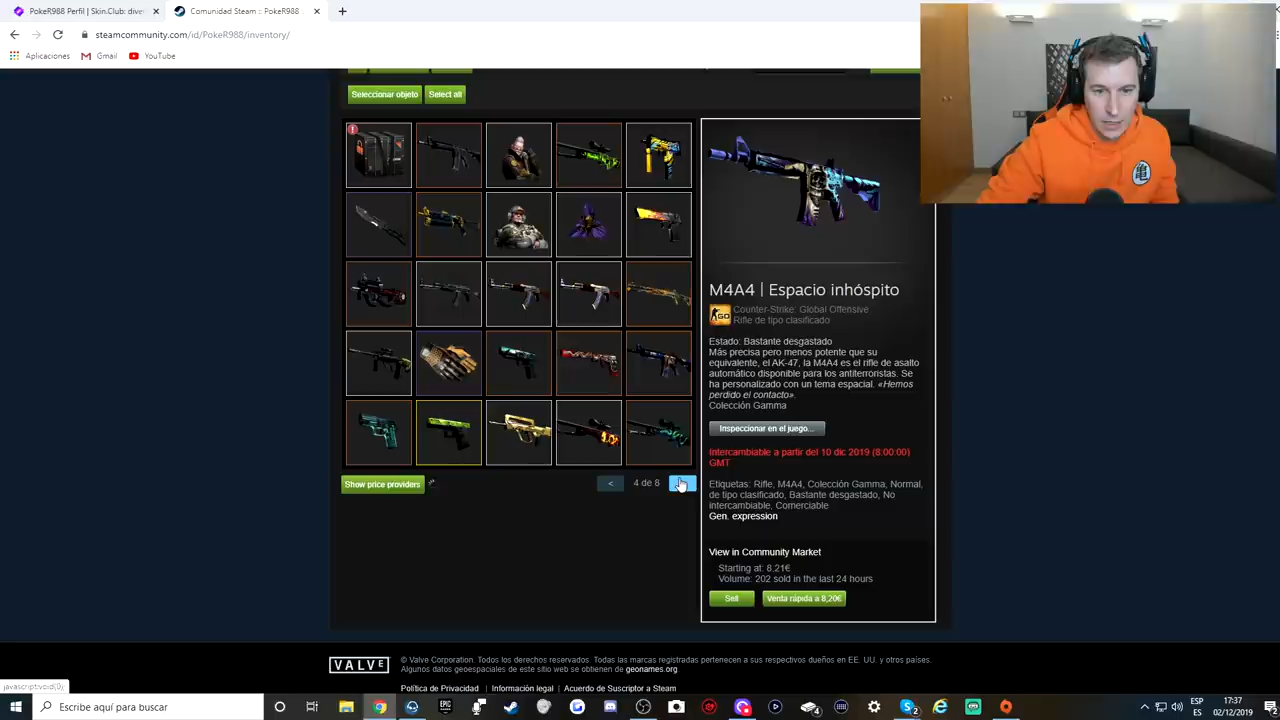 PokeR988 Perfil | Skin.Club: dive
Comunidad Steam :: PokeR988
steamcommunity.com/id/PokeR988/inventory/
Aplicaciones
Gmail
YouTube
Seleccionar objeto
Select all
M4A4 | Espacio inhóspito
Counter-Strike: Global Offensive
Rifle de tipo clasificado
Estado: Bastante desgastado
Más precisa pero menos potente que su
equivalente, el AK-47, la M4A4 es el rifle de asalto
automático disponible para los antiterroristas. Se
ha personalizado con un tema espacial. «Hemos
perdido el contacto».
Colección Gamma
Inspeccionar en el juego...
Intercambiable a partir del 10 dic 2019 (8:00:00)
GMT
Etiquetas: Rifle, M4A4, Colección Gamma, Normal,
de tipo clasificado, Bastante desgastado, No
intercambiable, Comerciable
Gen. expression
View in Community Market
Starting at: 8,21€
Volume: 202 sold in the last 24 hours
Sell
Venta rápida a 8,20€
Show price providers
<
4 de 8
VALVE
© Valve Corporation. Todos los derechos reservados. Todas las marcas registradas pertenecen a sus respectivos dueños en EE. UU. y otros países.
Algunos datos geoespaciales de este sitio web se obtienen de geonames.org.
Política de Privacidad | Información legal | Acuerdo de Suscriptor a Steam
javascript:void(0);
Escribe aquí para buscar
ESP
ES
17:37
02/12/2019